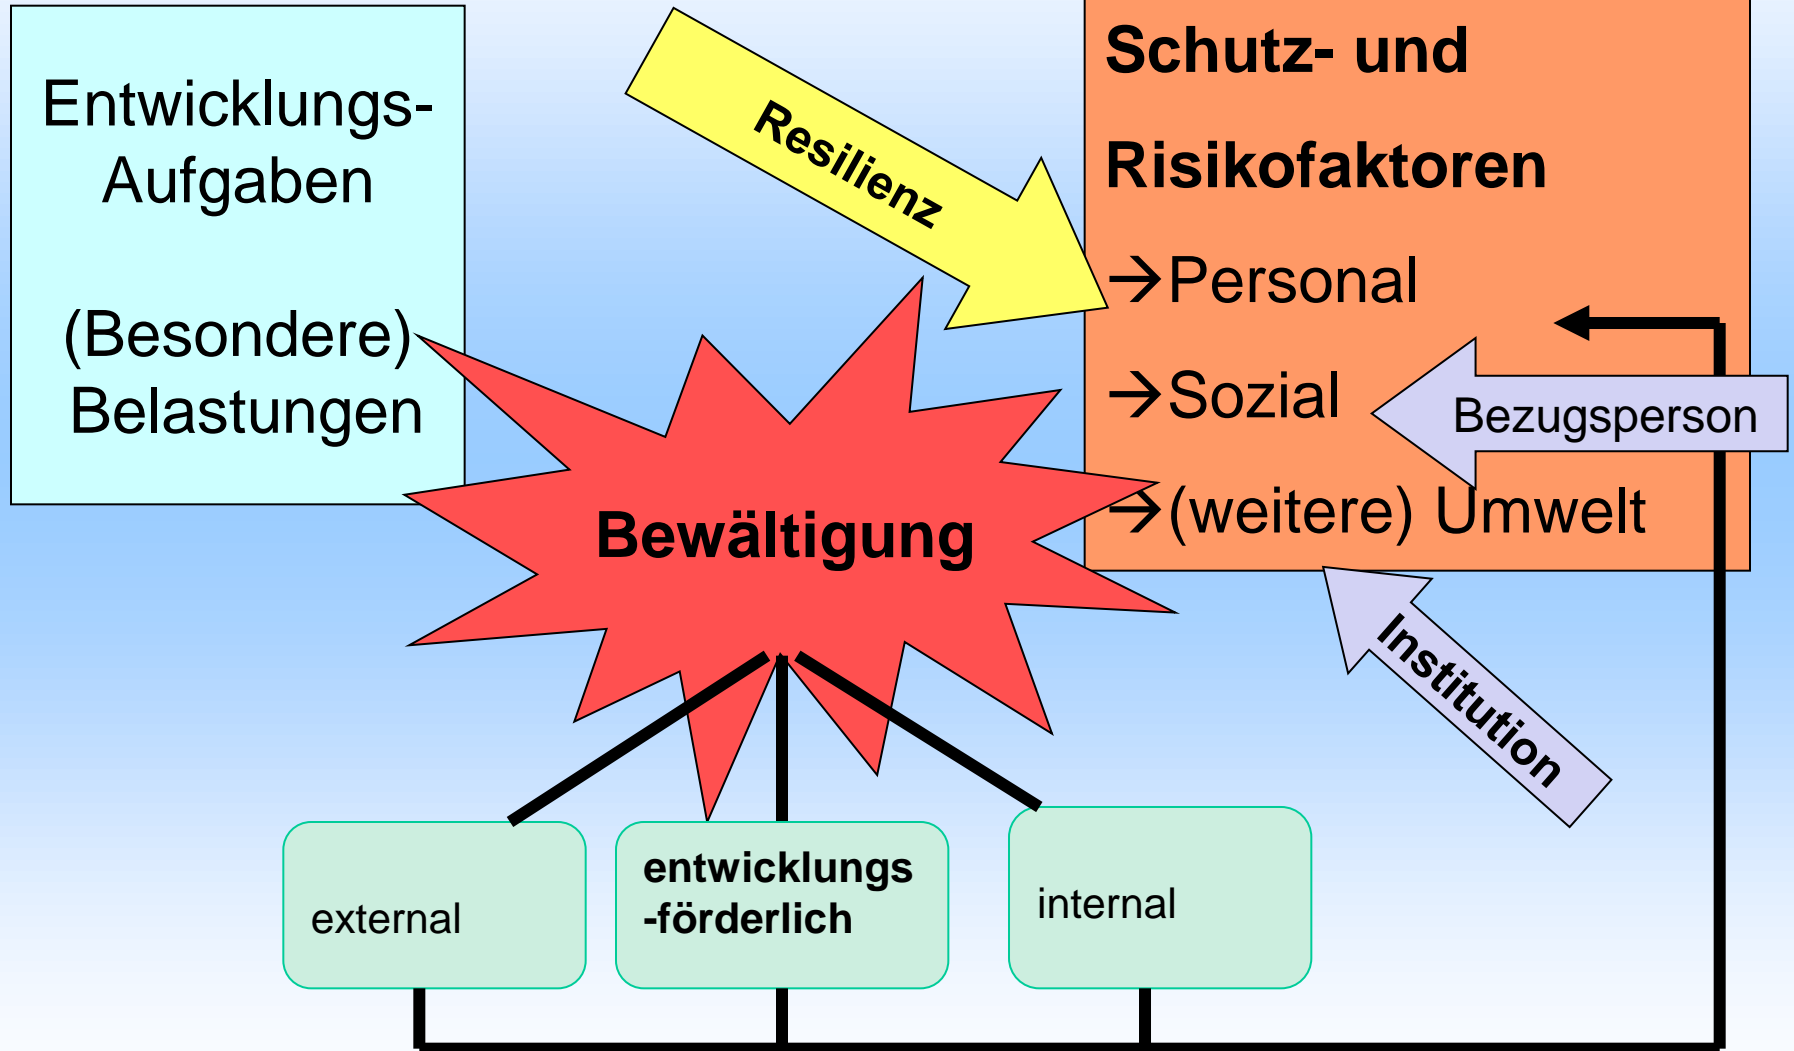 Entwicklungs-
Aufgaben
(Besondere)
Belastungen
Resilienz
Schutz- und
Risikofaktoren
→Personal
→Sozial
→(weitere) Umwelt
Bezugsperson
Institution
Bewältigung
external
entwicklungs
-förderlich
internal